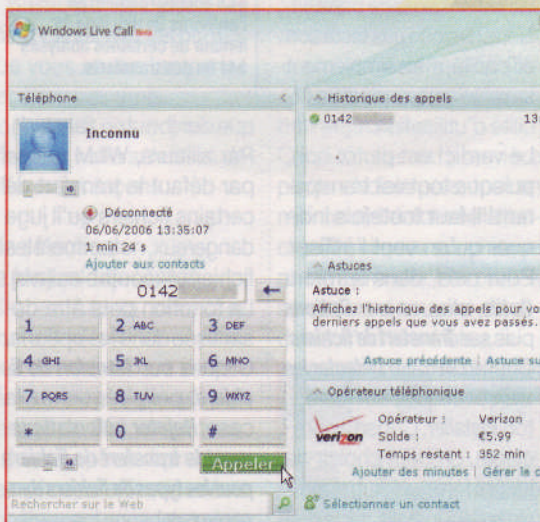 Windows Live Call Beta
Téléphone
Inconnu
Déconnecté
06/06/2006 13:35:07
1 min 24 s
Ajouter aux contacts
0142
1
2 ABC
3 DEF
4 GHI
5 JKL
6 MNO
7 PQRS
8 TUV
9 WXYZ
*
0
#
Appeler
Rechercher sur le Web
Historique des appels
0142
13
Astuces
Astuce :
Affichez l'historique des appels pour vo
derniers appels que vous avez passés.
Astuce précédente | Astuce su
Opérateur téléphonique
verizon
Opérateur : Verizon
Solde : €5.99
Temps restant : 352 min
Ajouter des minutes | Gérer le c
Sélectionner un contact